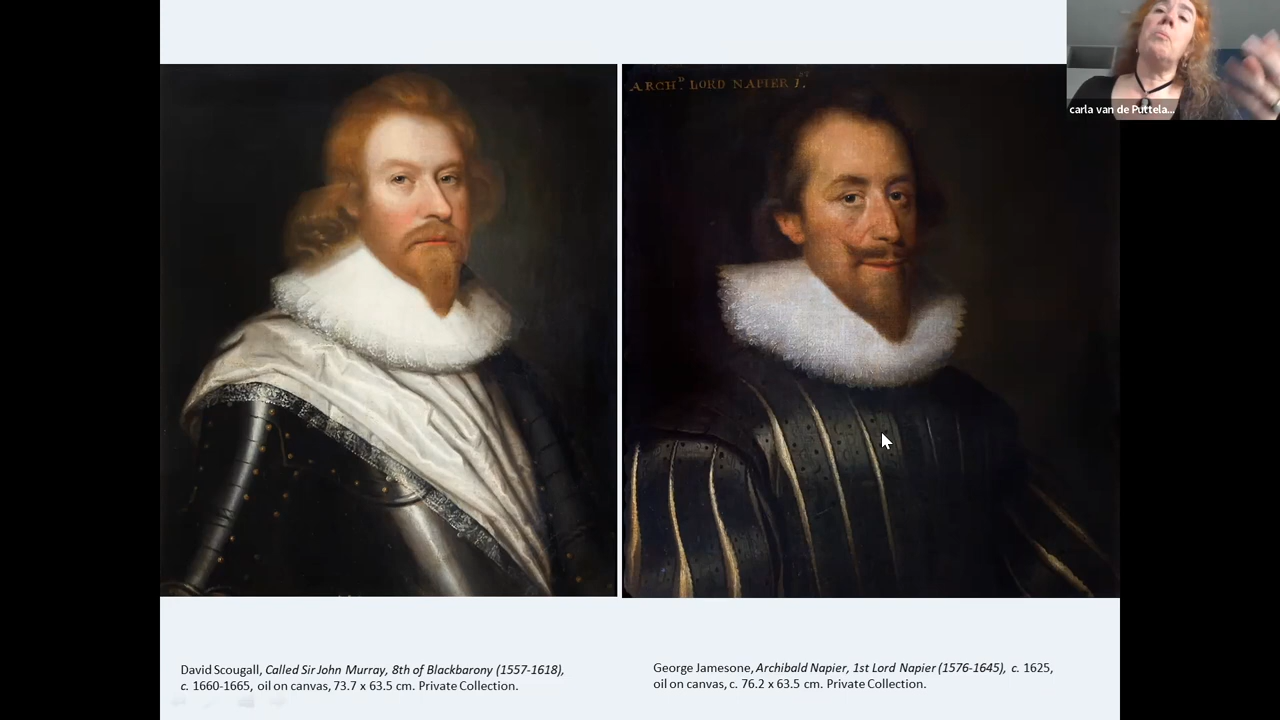 ARCHD. LORD NAPIER 1ST.
carla van de Puttela...
David Scougall, Called Sir John Murray, 8th of Blackbarony (1557-1618),
c. 1660-1665, oil on canvas, 73.7 x 63.5 cm. Private Collection.
George Jamesone, Archibald Napier, 1st Lord Napier (1576-1645), c. 1625,
oil on canvas, c. 76.2 x 63.5 cm. Private Collection.